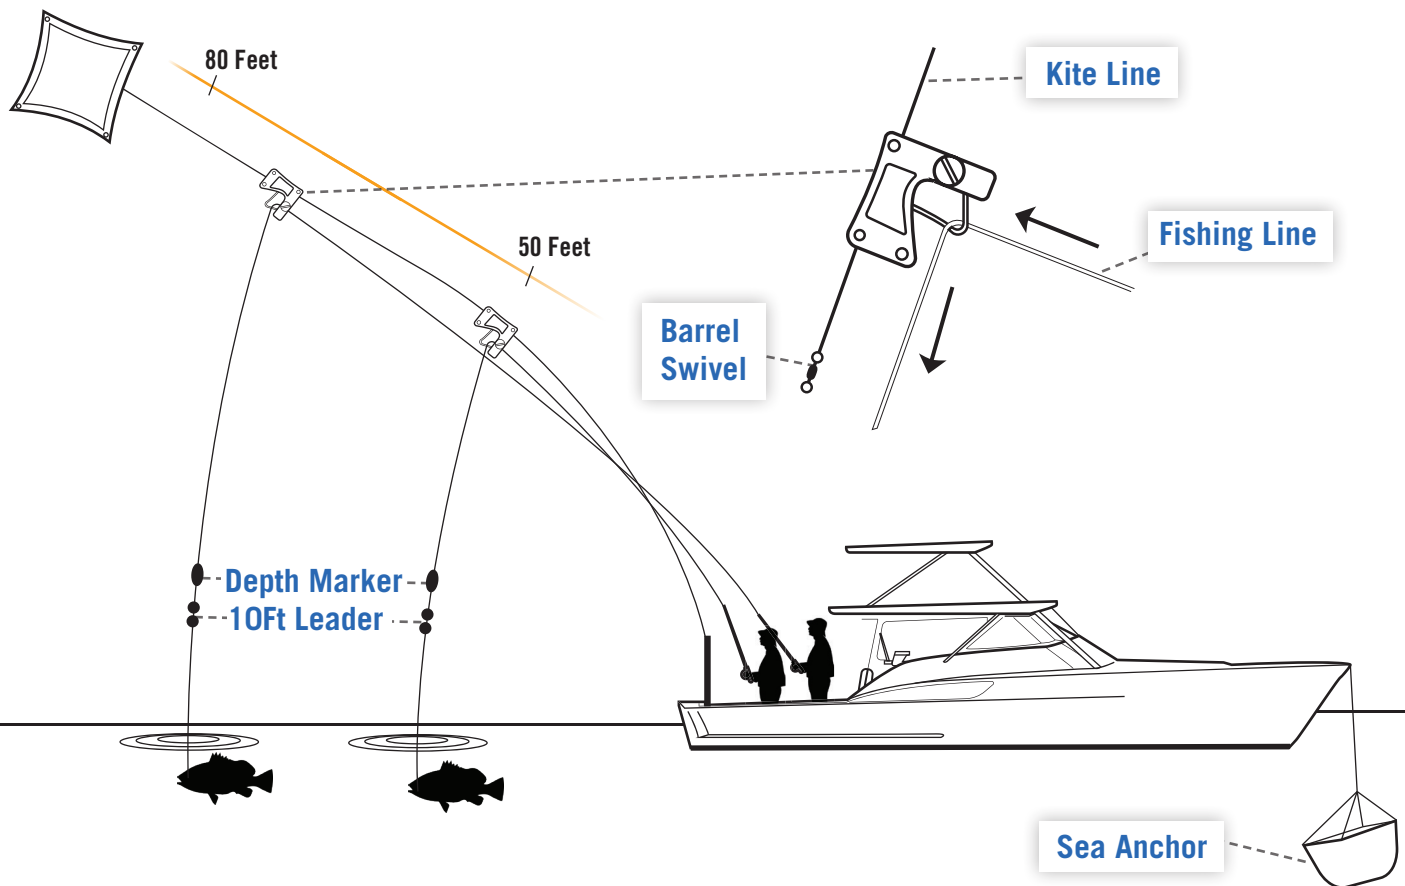 80 Feet
Kite Line
50 Feet
Fishing Line
Barrel
Swivel
Depth Marker
10Ft Leader
Sea Anchor